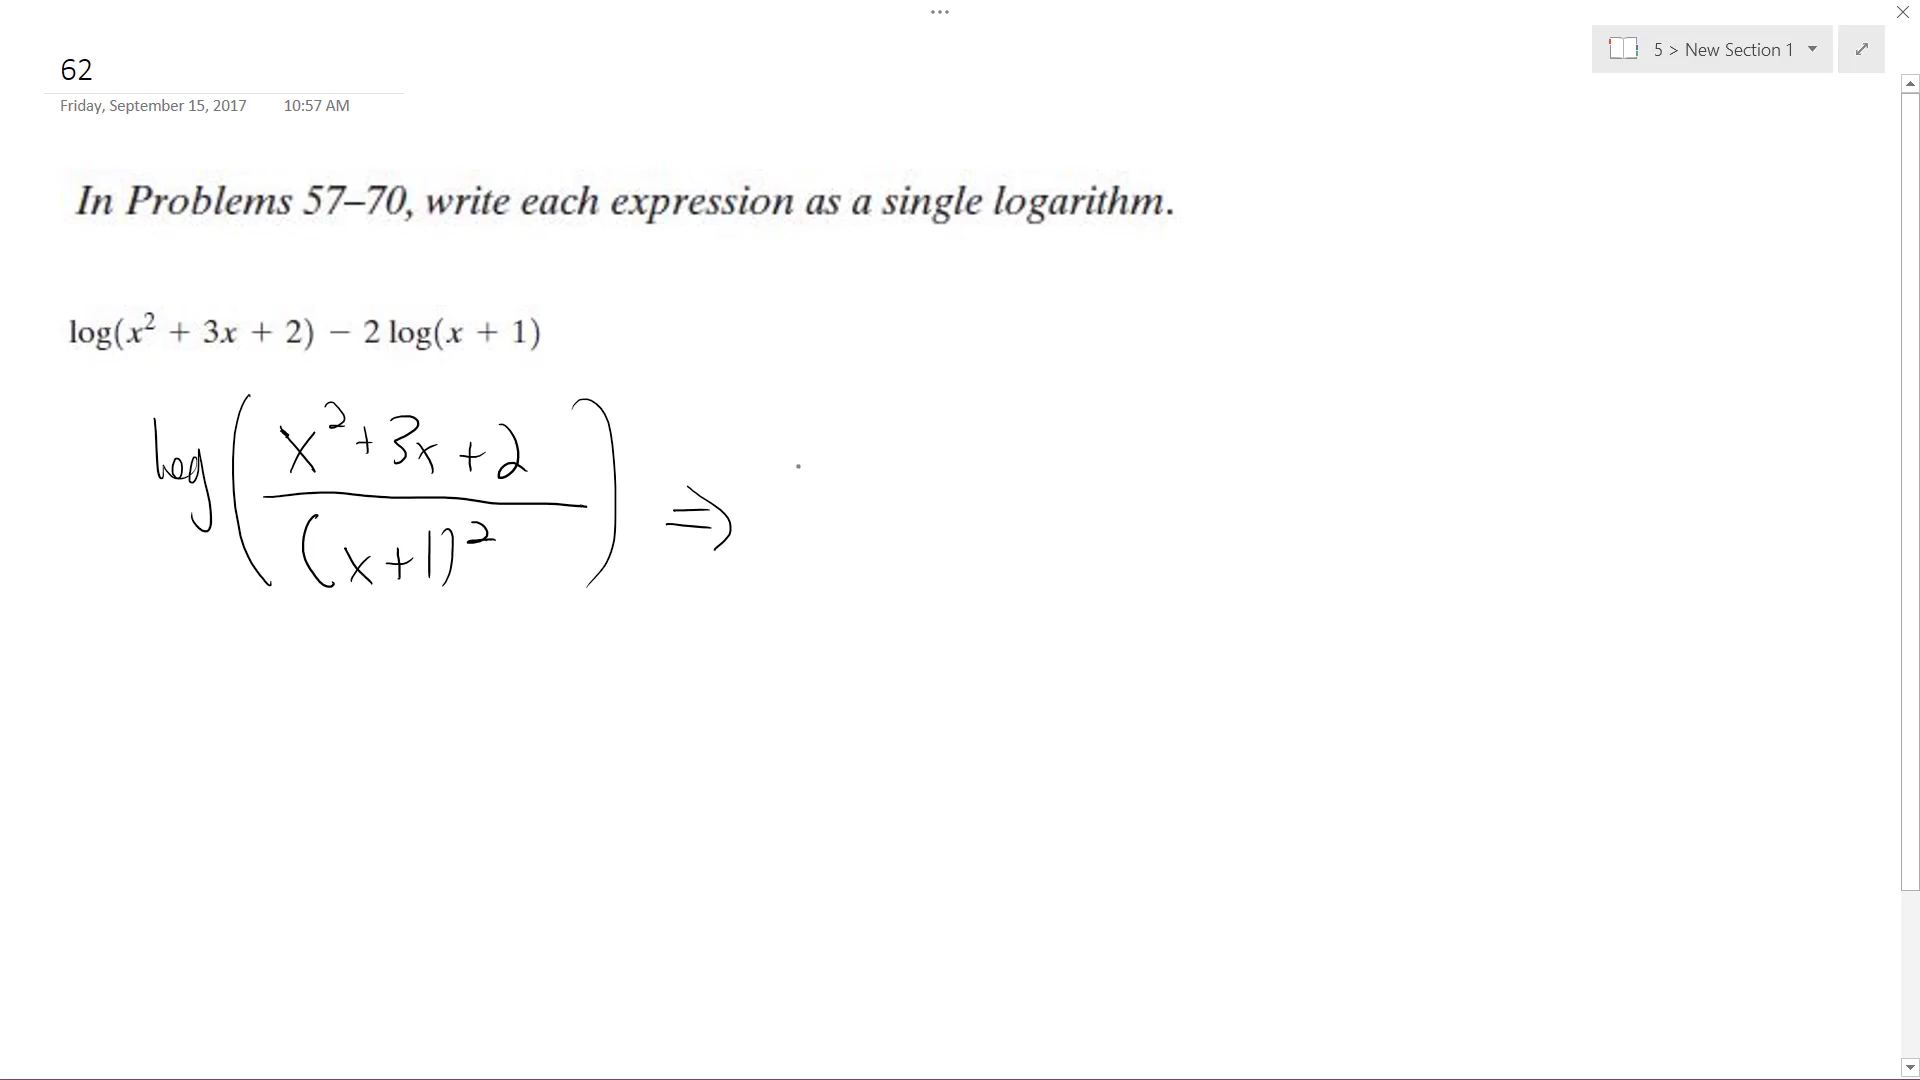 5 > New Section 1
62
Friday, September 15, 2017 10:57 AM
In Problems 57–70, write each expression as a single logarithm.
log(x² + 3x + 2) − 2 log(x + 1)
log( x² + 3x + 2 ) ⇒
(x+1)²